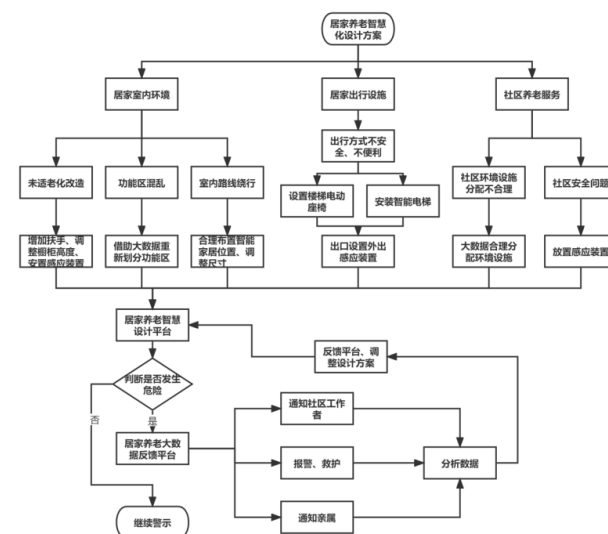 居家养老智慧
化设计方案
居家室内环境
居家出行设施
社区养老服务
出行方式不安
全、不便利
未适老化改造
功能区混乱
室内路线绕行
设置楼梯电动
座椅
安装智能电梯
社区环境设施
分配不合理
社区安全问题
增加扶手、调
整橱柜高度、
安置感应装置
借助大数据重
新划分功能区
合理布置智能
家居位置、调
整尺寸
出口设置外出
感应装置
大数据合理分
配环境设施
放置感应装置
居家养老智慧
设计平台
反馈平台、调
整设计方案
判断是否发生
危险
否
是
通知社区工作
者
居家养老大数
据反馈平台
报警、救护
分析数据
通知亲属
继续警示